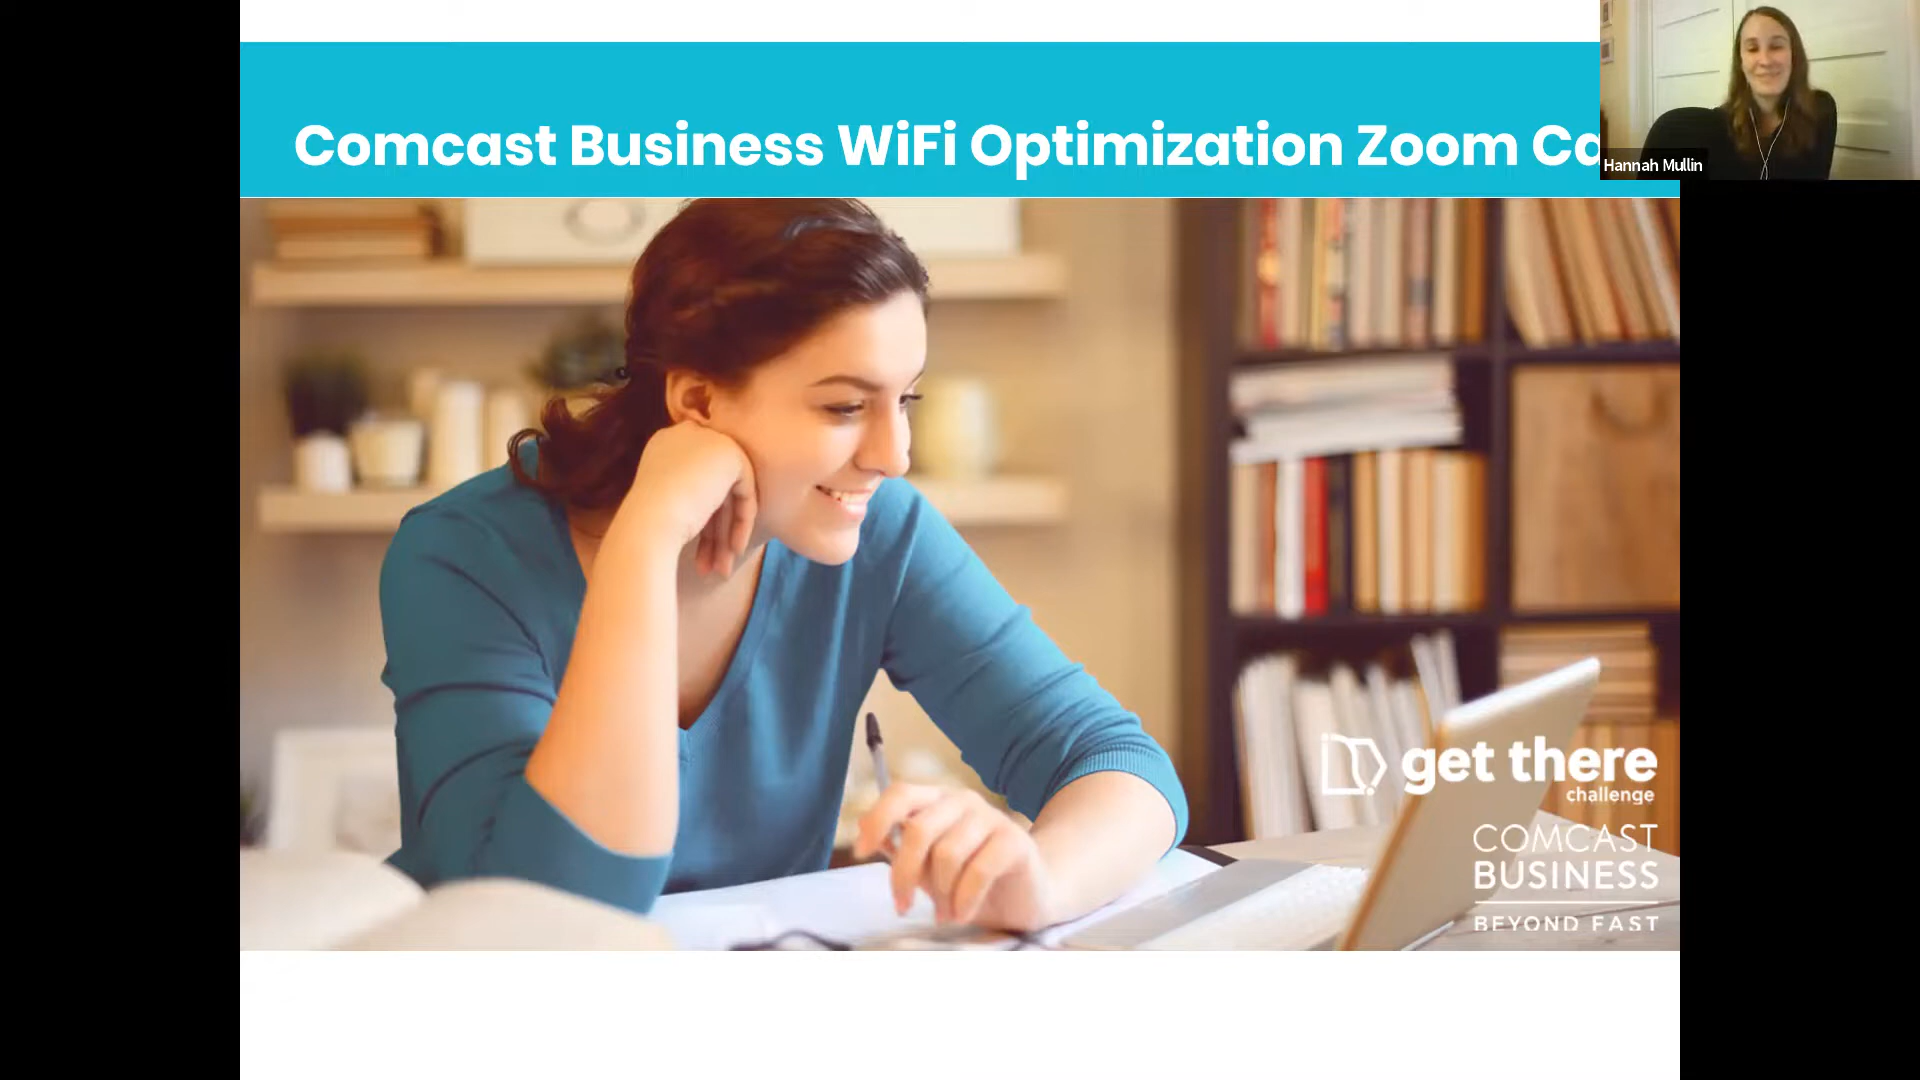 Comcast Business WiFi Optimization Zoom Ca
Hannah Mullin
get there
challenge
COMCAST
BUSINESS
BEYOND FAST